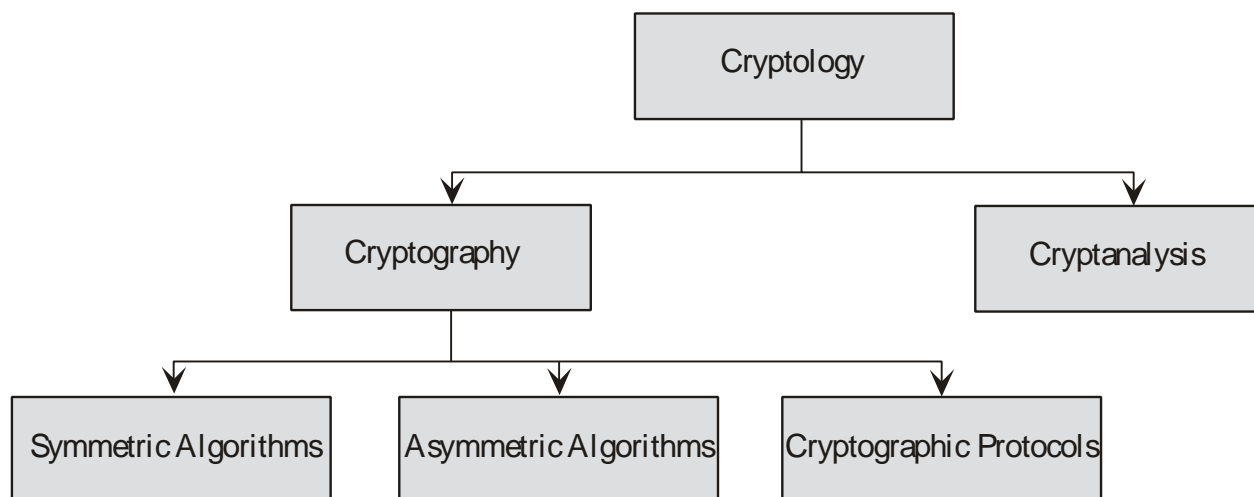 Cryptology
Cryptography
Cryptanalysis
Symmetric Algorithms
Asymmetric Algorithms
Cryptographic Protocols